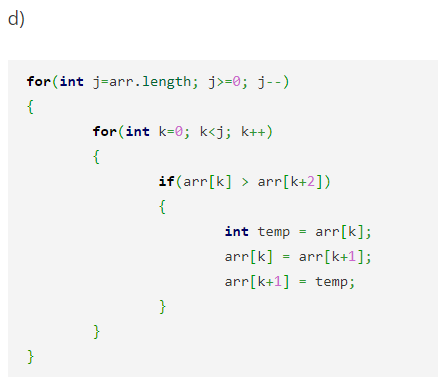 d)
for(int j=arr.length; j>=0; j--)
{
for(int k=0; k<j; k++)
{
if(arr[k] > arr[k+2])
{
int temp = arr[k];
arr[k] = arr[k+1];
arr[k+1] = temp;
}
}
}